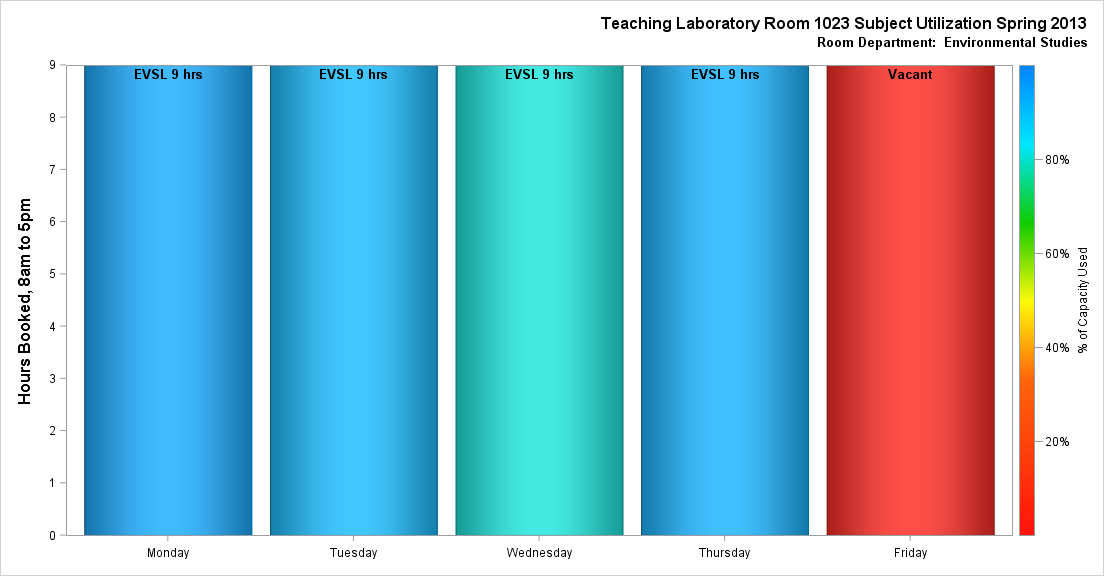 Teaching Laboratory Room 1023 Subject Utilization Spring 2013
Room Department:  Environmental Studies
Hours Booked, 8am to 5pm
9
8
7
6
5
4
3
2
1
0
EVSL 9 hrs
EVSL 9 hrs
EVSL 9 hrs
EVSL 9 hrs
Vacant
Monday
Tuesday
Wednesday
Thursday
Friday
80%
60%
40%
20%
% of Capacity Used